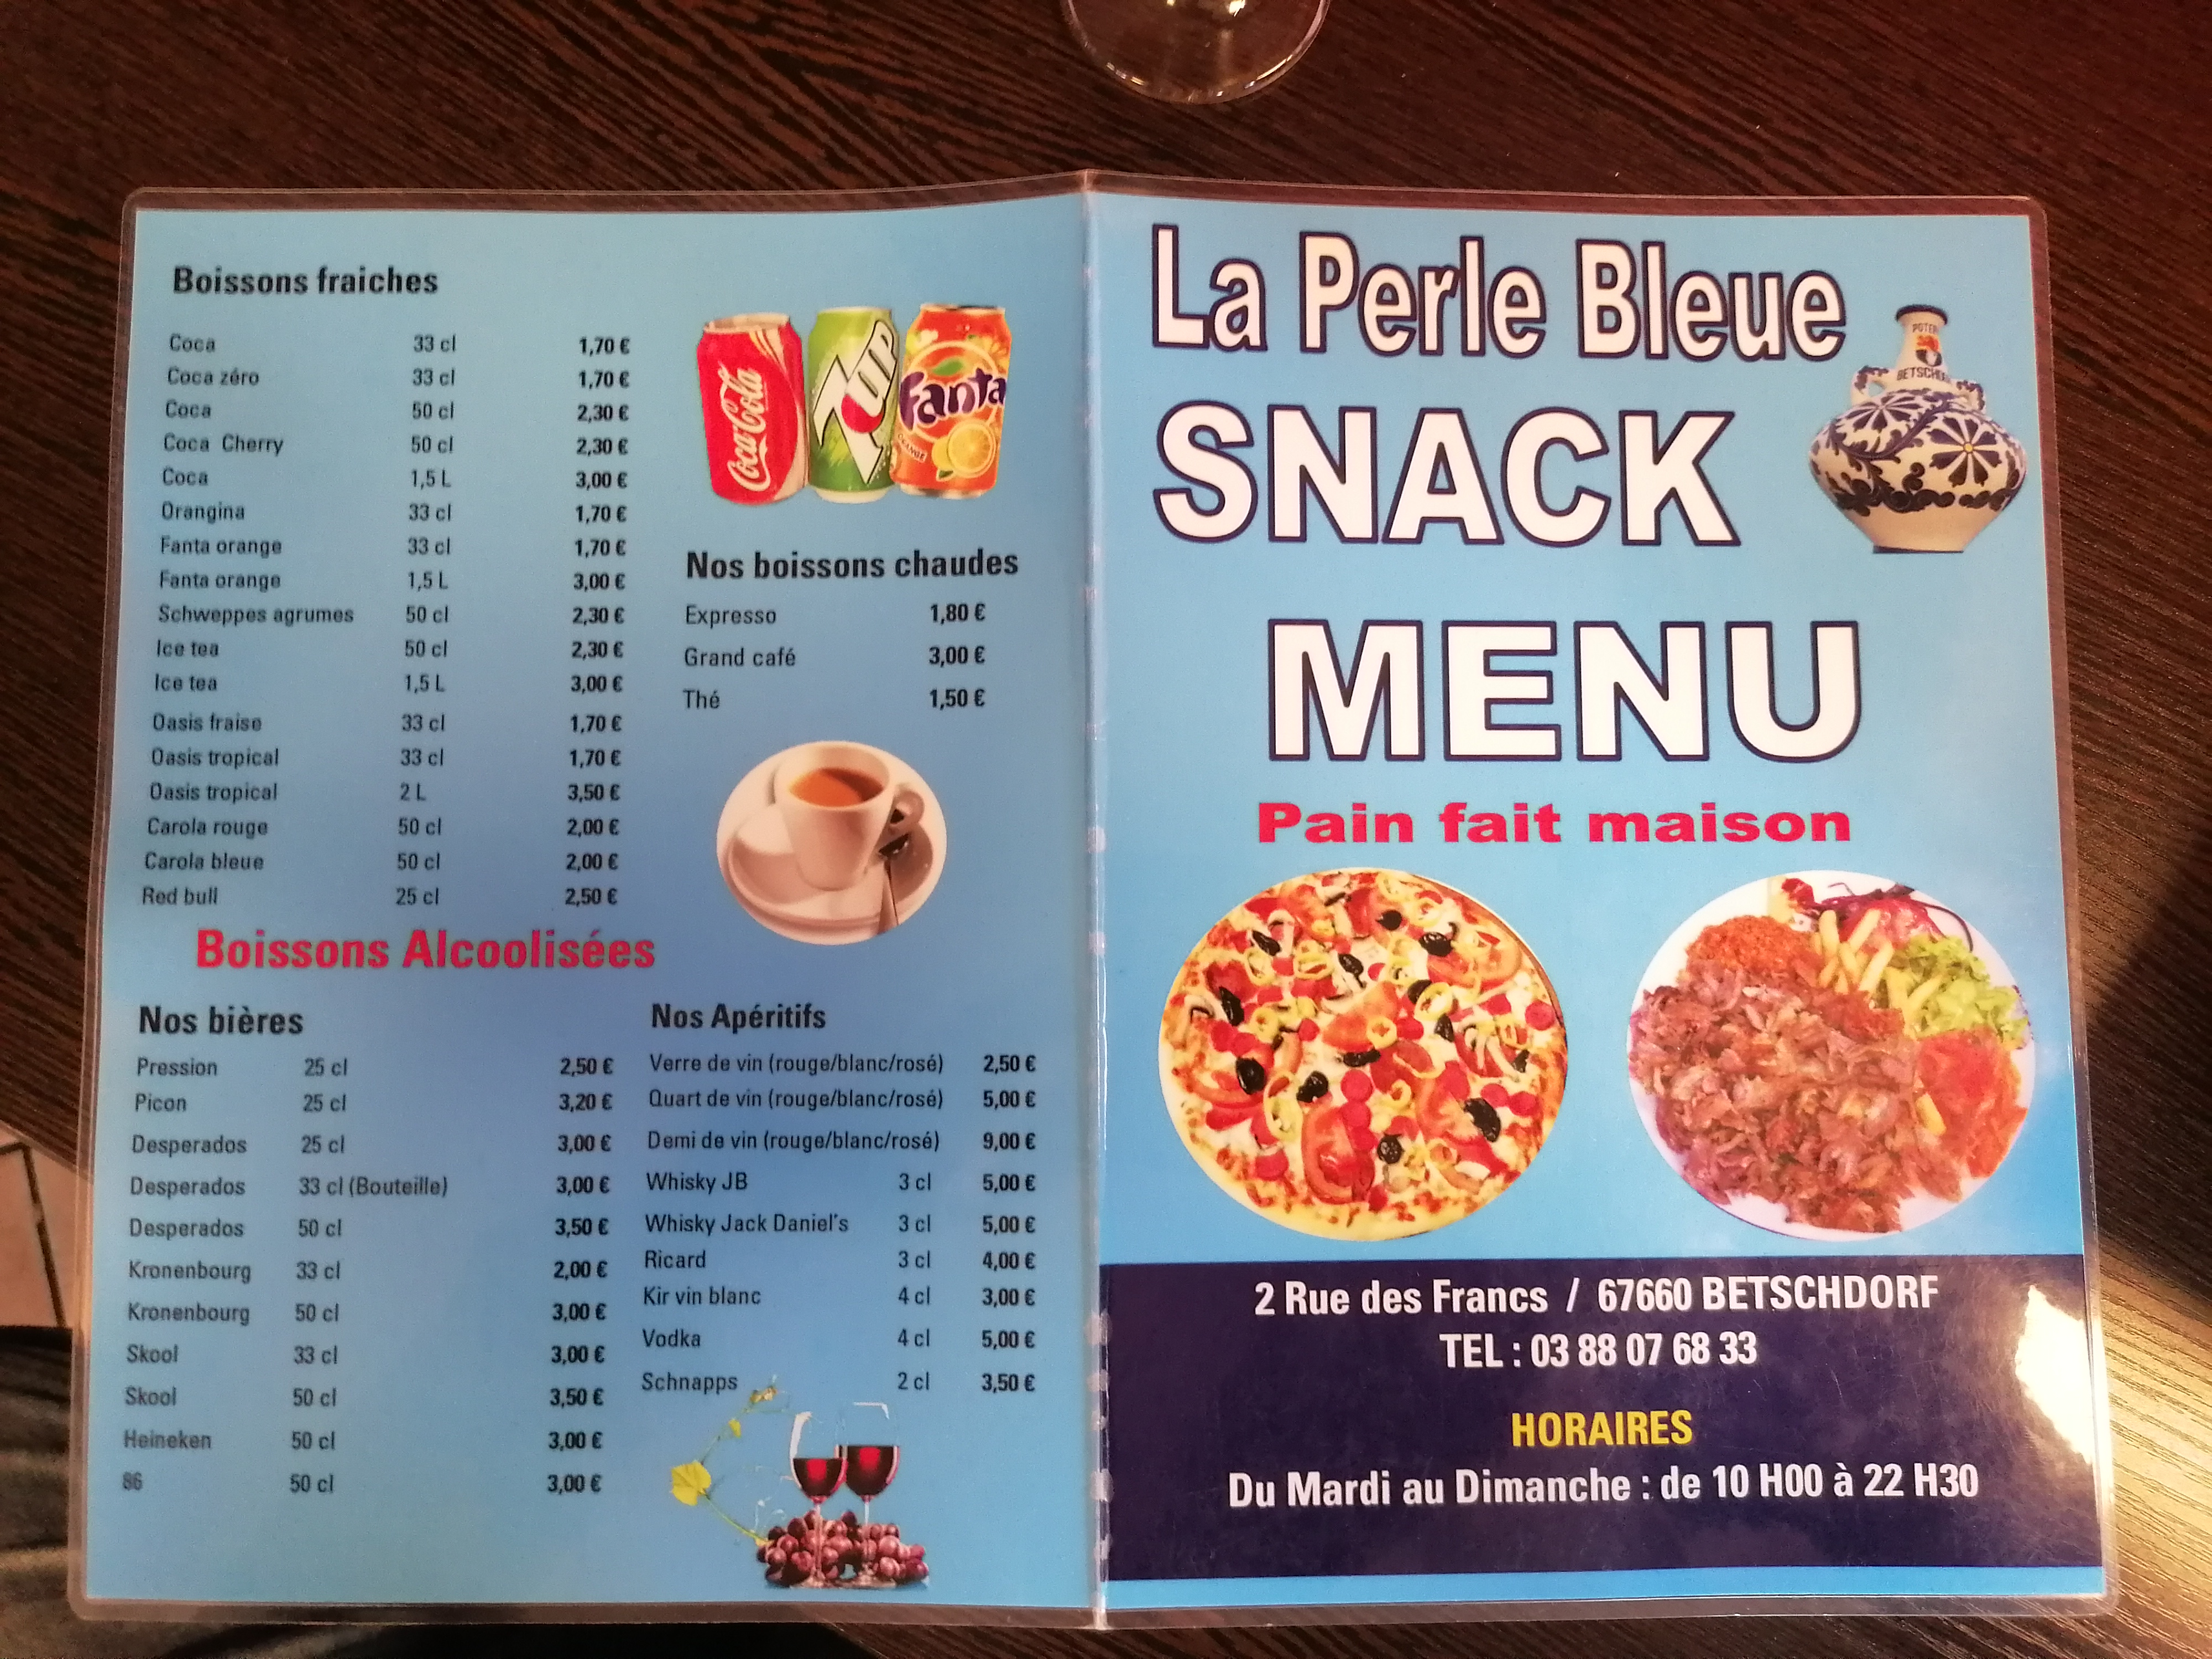 Boissons fraiches
Coca 33 cl 1,70 €
Coca zéro 33 cl 1,70 €
Coca 50 cl 2,30 €
Coca Cherry 50 cl 2,30 €
Coca 1,5 L 3,00 €
Orangina 33 cl 1,70 €
Fanta orange 33 cl 1,70 €
Fanta orange 1,5 L 3,00 €
Schweppes agrumes 50 cl 2,30 €
Ice tea 50 cl 2,30 €
Ice tea 1,5 L 3,00 €
Oasis fraise 33 cl 1,70 €
Oasis tropical 33 cl 1,70 €
Oasis tropical 2 L 3,50 €
Carola rouge 50 cl 2,00 €
Carola bleue 50 cl 2,00 €
Red bull 25 cl 2,50 €
Coca-Cola
7UP
Fanta
ORANGE
Nos boissons chaudes
Expresso 1,80 €
Grand café 3,00 €
Thé 1,50 €
Boissons Alcoolisées
Nos bières
Pression 25 cl 2,50 €
Picon 25 cl 3,20 €
Desperados 25 cl 3,00 €
Desperados 33 cl (Bouteille) 3,00 €
Desperados 50 cl 3,50 €
Kronenbourg 33 cl 2,00 €
Kronenbourg 50 cl 3,00 €
Skool 33 cl 3,00 €
Skool 50 cl 3,50 €
Heineken 50 cl 3,00 €
86 50 cl 3,00 €
Nos Apéritifs
Verre de vin (rouge/blanc/rosé) 2,50 €
Quart de vin (rouge/blanc/rosé) 5,00 €
Demi de vin (rouge/blanc/rosé) 9,00 €
Whisky JB 3 cl 5,00 €
Whisky Jack Daniel's 3 cl 5,00 €
Ricard 3 cl 4,00 €
Kir vin blanc 4 cl 3,00 €
Vodka 4 cl 5,00 €
Schnapps 2 cl 3,50 €
La Perle Bleue
SNACK
MENU
Pain fait maison
2 Rue des Francs / 67660 BETSCHDORF
TEL : 03 88 07 68 33
HORAIRES
Du Mardi au Dimanche : de 10 H00 à 22 H30